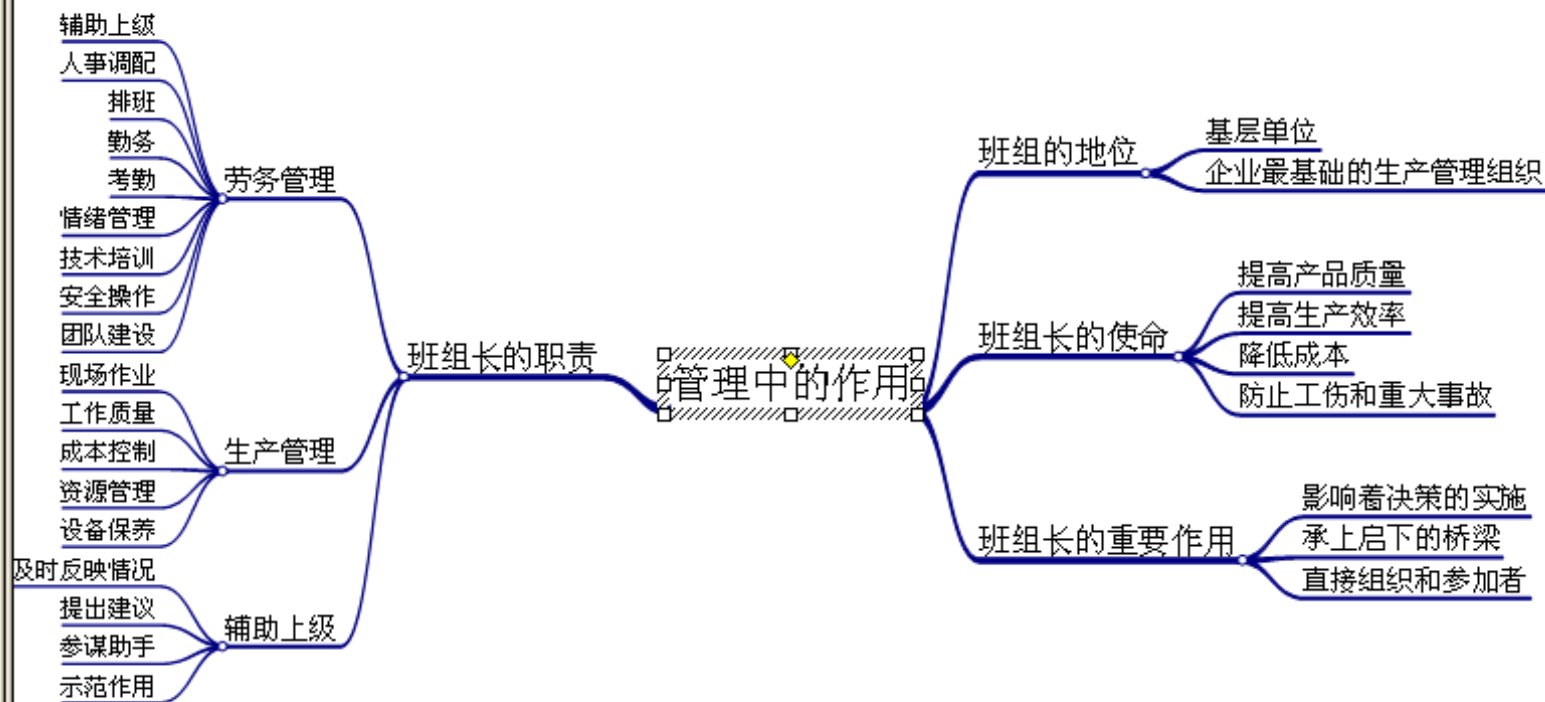 辅助上级
人事调配
排班
勤务
考勤
情绪管理
技术培训
安全操作
团队建设
劳务管理
现场作业
工作质量
成本控制
资源管理
设备保养
生产管理
及时反映情况
提出建议
参谋助手
示范作用
辅助上级
班组长的职责
管理中的作用
班组的地位
基层单位
企业最基础的生产管理组织
班组长的使命
提高产品质量
提高生产效率
降低成本
防止工伤和重大事故
班组长的重要作用
影响着决策的实施
承上启下的桥梁
直接组织和参加者